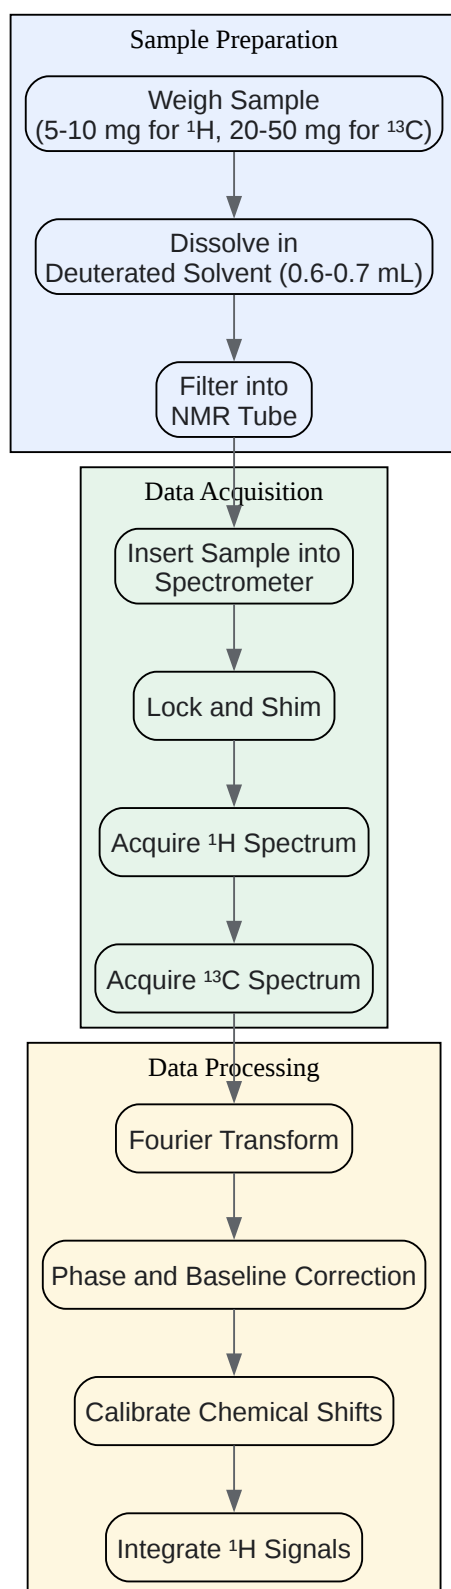 Sample Preparation
Weigh Sample
(5-10 mg for ¹H, 20-50 mg for ¹³C)
Dissolve in
Deuterated Solvent (0.6-0.7 mL)
Filter into
NMR Tube
Data Acquisition
Insert Sample into
Spectrometer
Lock and Shim
Acquire ¹H Spectrum
Acquire ¹³C Spectrum
Data Processing
Fourier Transform
Phase and Baseline Correction
Calibrate Chemical Shifts
Integrate ¹H Signals